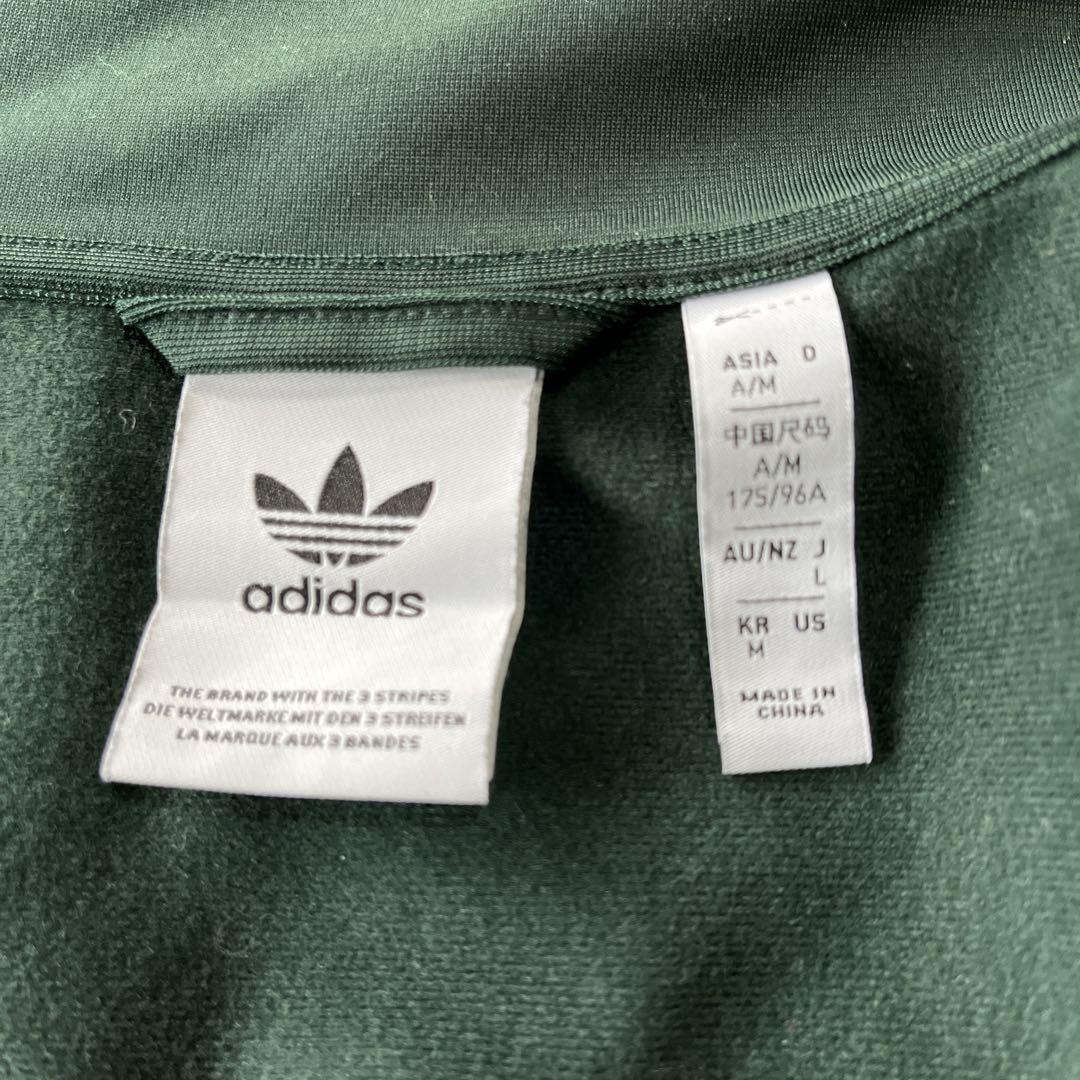 adidas
THE BRAND WITH THE 3 STRIPES
DIE WELTMARKE MIT DEN 3 STREIFEN
LA MARQUE AUX 3 BANDES
ASIA D
A/M
中国尺码
A/M
175/96A
AU/NZ J
L
KR US
M
MADE IN
CHINA